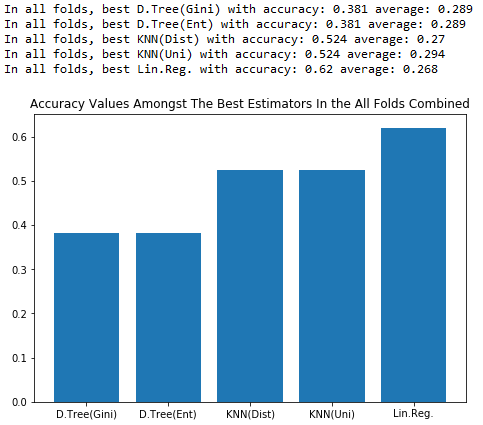 In all folds, best D.Tree(Gini) with accuracy: 0.381 average: 0.289
In all folds, best D.Tree(Ent) with accuracy: 0.381 average: 0.289
In all folds, best KNN(Dist) with accuracy: 0.524 average: 0.27
In all folds, best KNN(Uni) with accuracy: 0.524 average: 0.294
In all folds, best Lin.Reg. with accuracy: 0.62 average: 0.268
Accuracy Values Amongst The Best Estimators In the All Folds Combined
0.6
0.5
0.4
0.3
0.2
0.1
0.0
D.Tree(Gini) D.Tree(Ent) KNN(Dist) KNN(Uni) Lin.Reg.